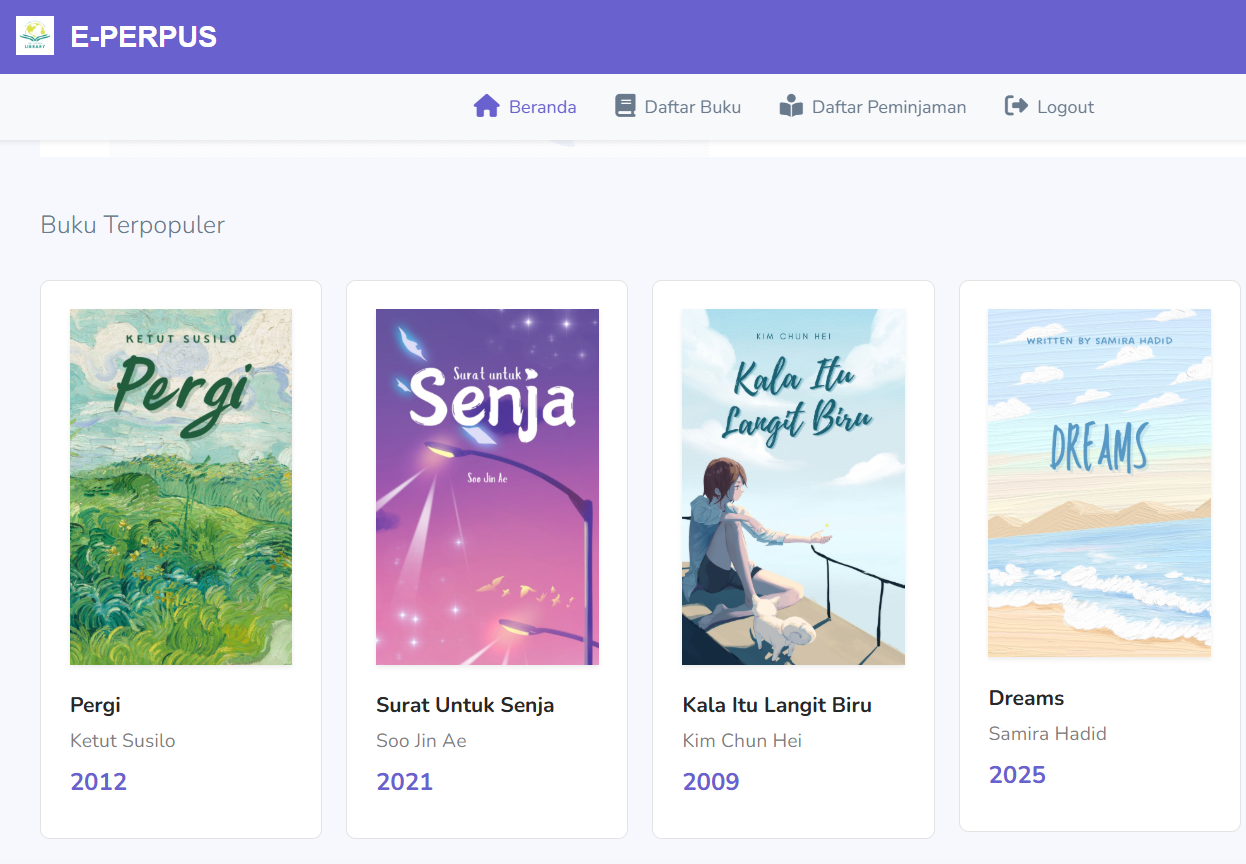 LIBRARY
E-PERPUS
Beranda
Daftar Buku
Daftar Peminjaman
Logout
Buku Terpopuler
KETUT SUSILO
Pergi
Surat untuk
Senja
Soo Jin Ae
KIM CHUN HEI
Kala Itu
Langit Biru
WRITTEN BY SAMIRA HADID
DREAMS
Pergi
Ketut Susilo
2012
Surat Untuk Senja
Soo Jin Ae
2021
Kala Itu Langit Biru
Kim Chun Hei
2009
Dreams
Samira Hadid
2025